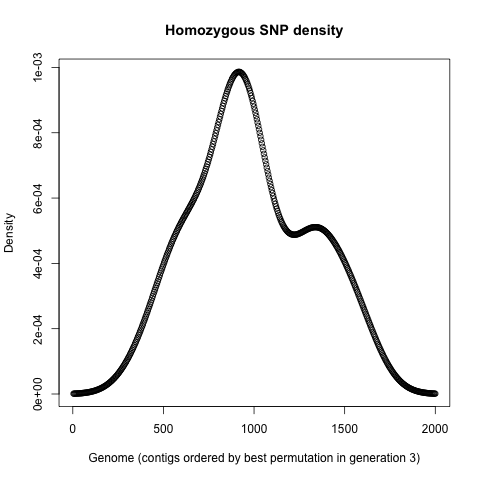 Homozygous SNP density
1e-03
8e-04
6e-04
4e-04
2e-04
0e+00
Density
0 500 1000 1500 2000
Genome (contigs ordered by best permutation in generation 3)